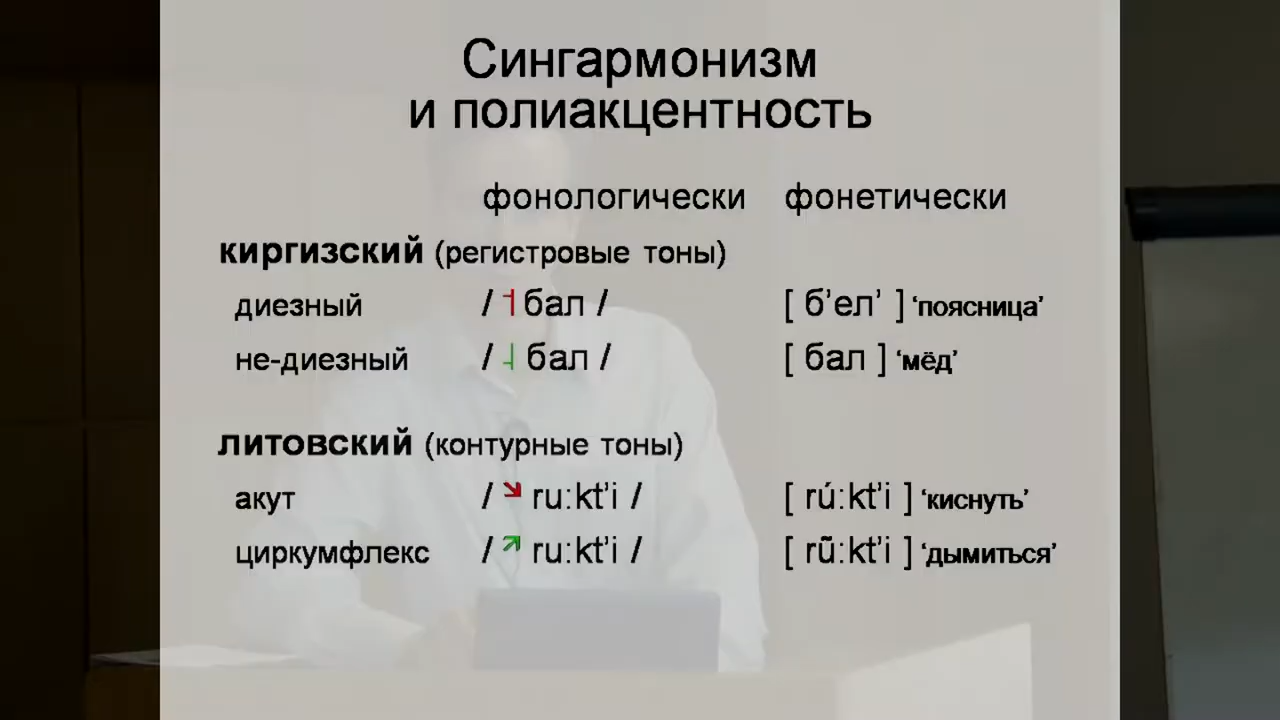 Сингармонизм
и полиакцентность
фонологически фонетически
киргизский (регистровые тоны)
диезный / ˥ бал / [ б’ел’ ] ‘поясница’
не-диезный / ˨ бал / [ бал ] ‘мёд’
литовский (контурные тоны)
акут / ↘ ru:kt’i / [ rú:kt’i ] ‘киснуть’
циркумфлекс / ↗ ru:kt’i / [ rũ:kt’i ] ‘дымиться’